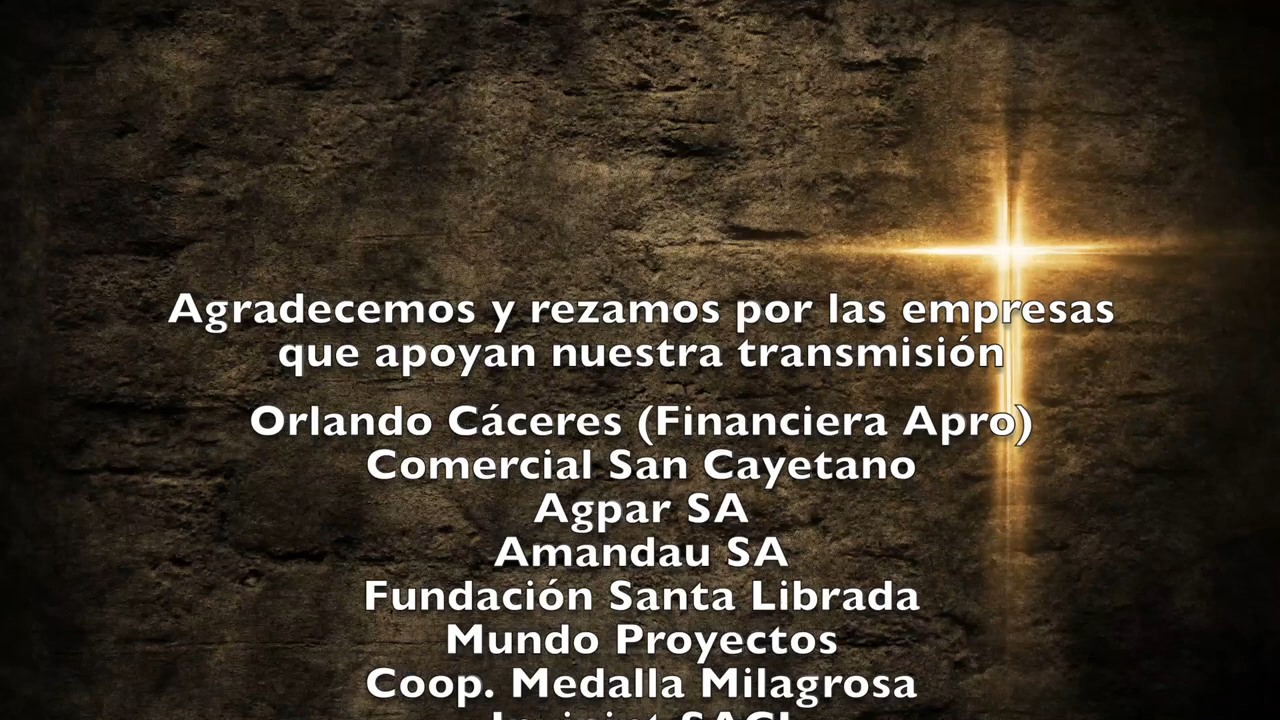 Agradecemos y rezamos por las empresas
que apoyan nuestra transmisión
Orlando Cáceres (Financiera Apro)
Comercial San Cayetano
Agpar SA
Amandau SA
Fundación Santa Librada
Mundo Proyectos
Coop. Medalla Milagrosa
SACI